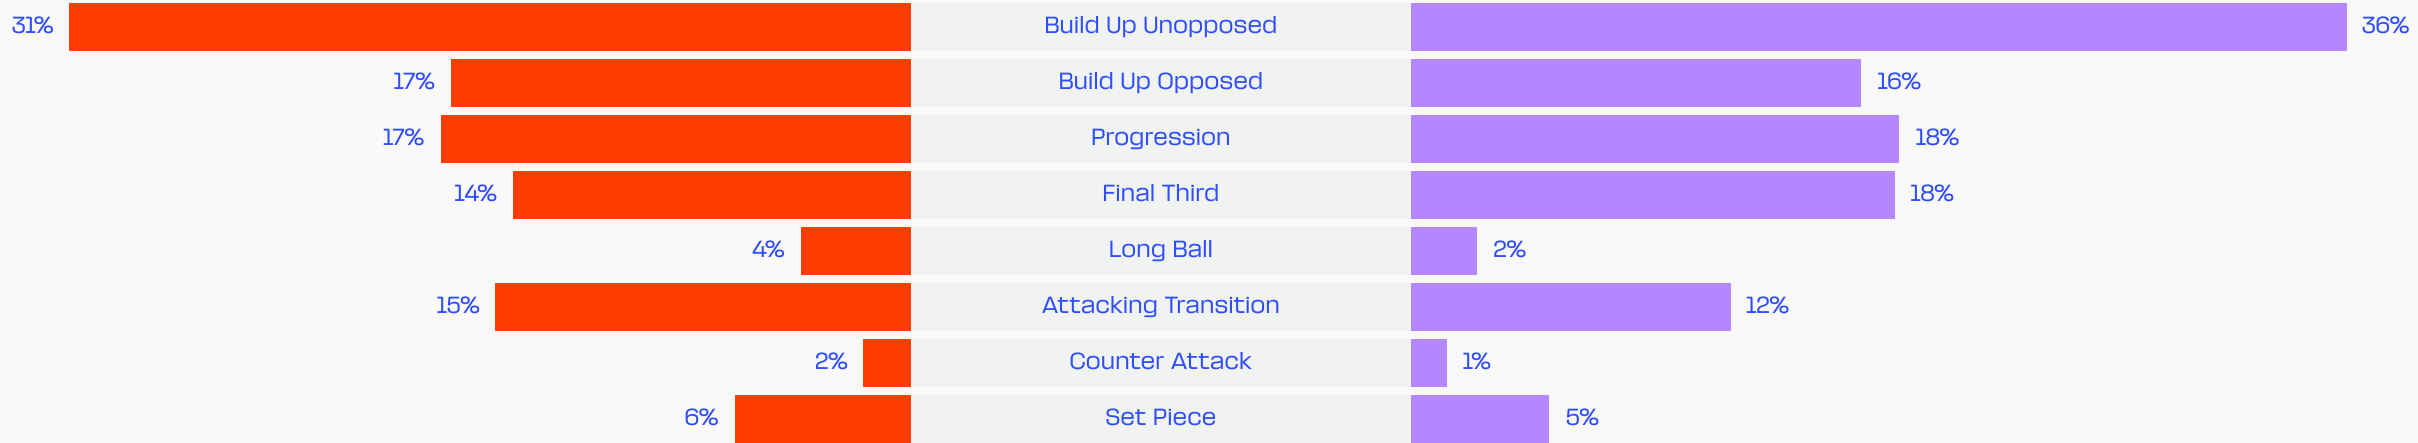 31% Build Up Unopposed 36%
17% Build Up Opposed 16%
17% Progression 18%
14% Final Third 18%
4% Long Ball 2%
15% Attacking Transition 12%
2% Counter Attack 1%
6% Set Piece 5%